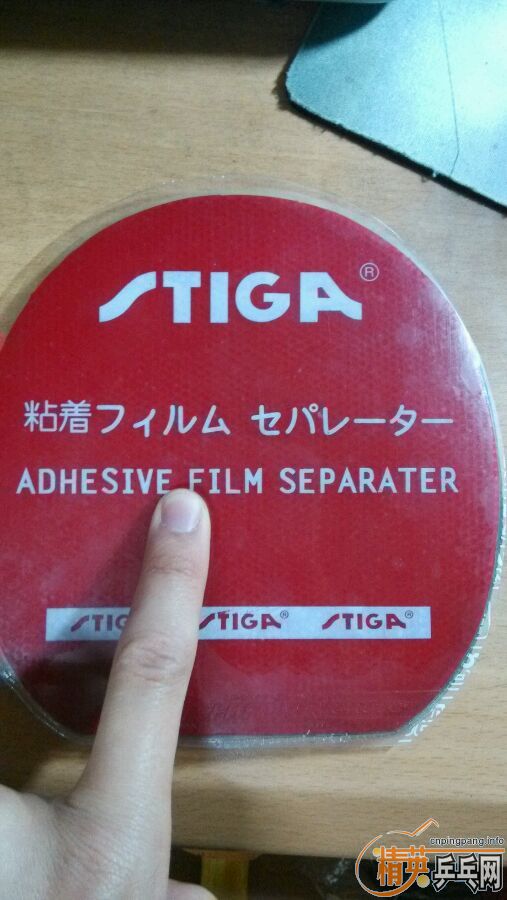 STIGA®
粘着フィルム セパレーター
ADHESIVE FILM SEPARATER
STIGA STIGA® STIGA®
cnpingpang.info
精英乒乓网